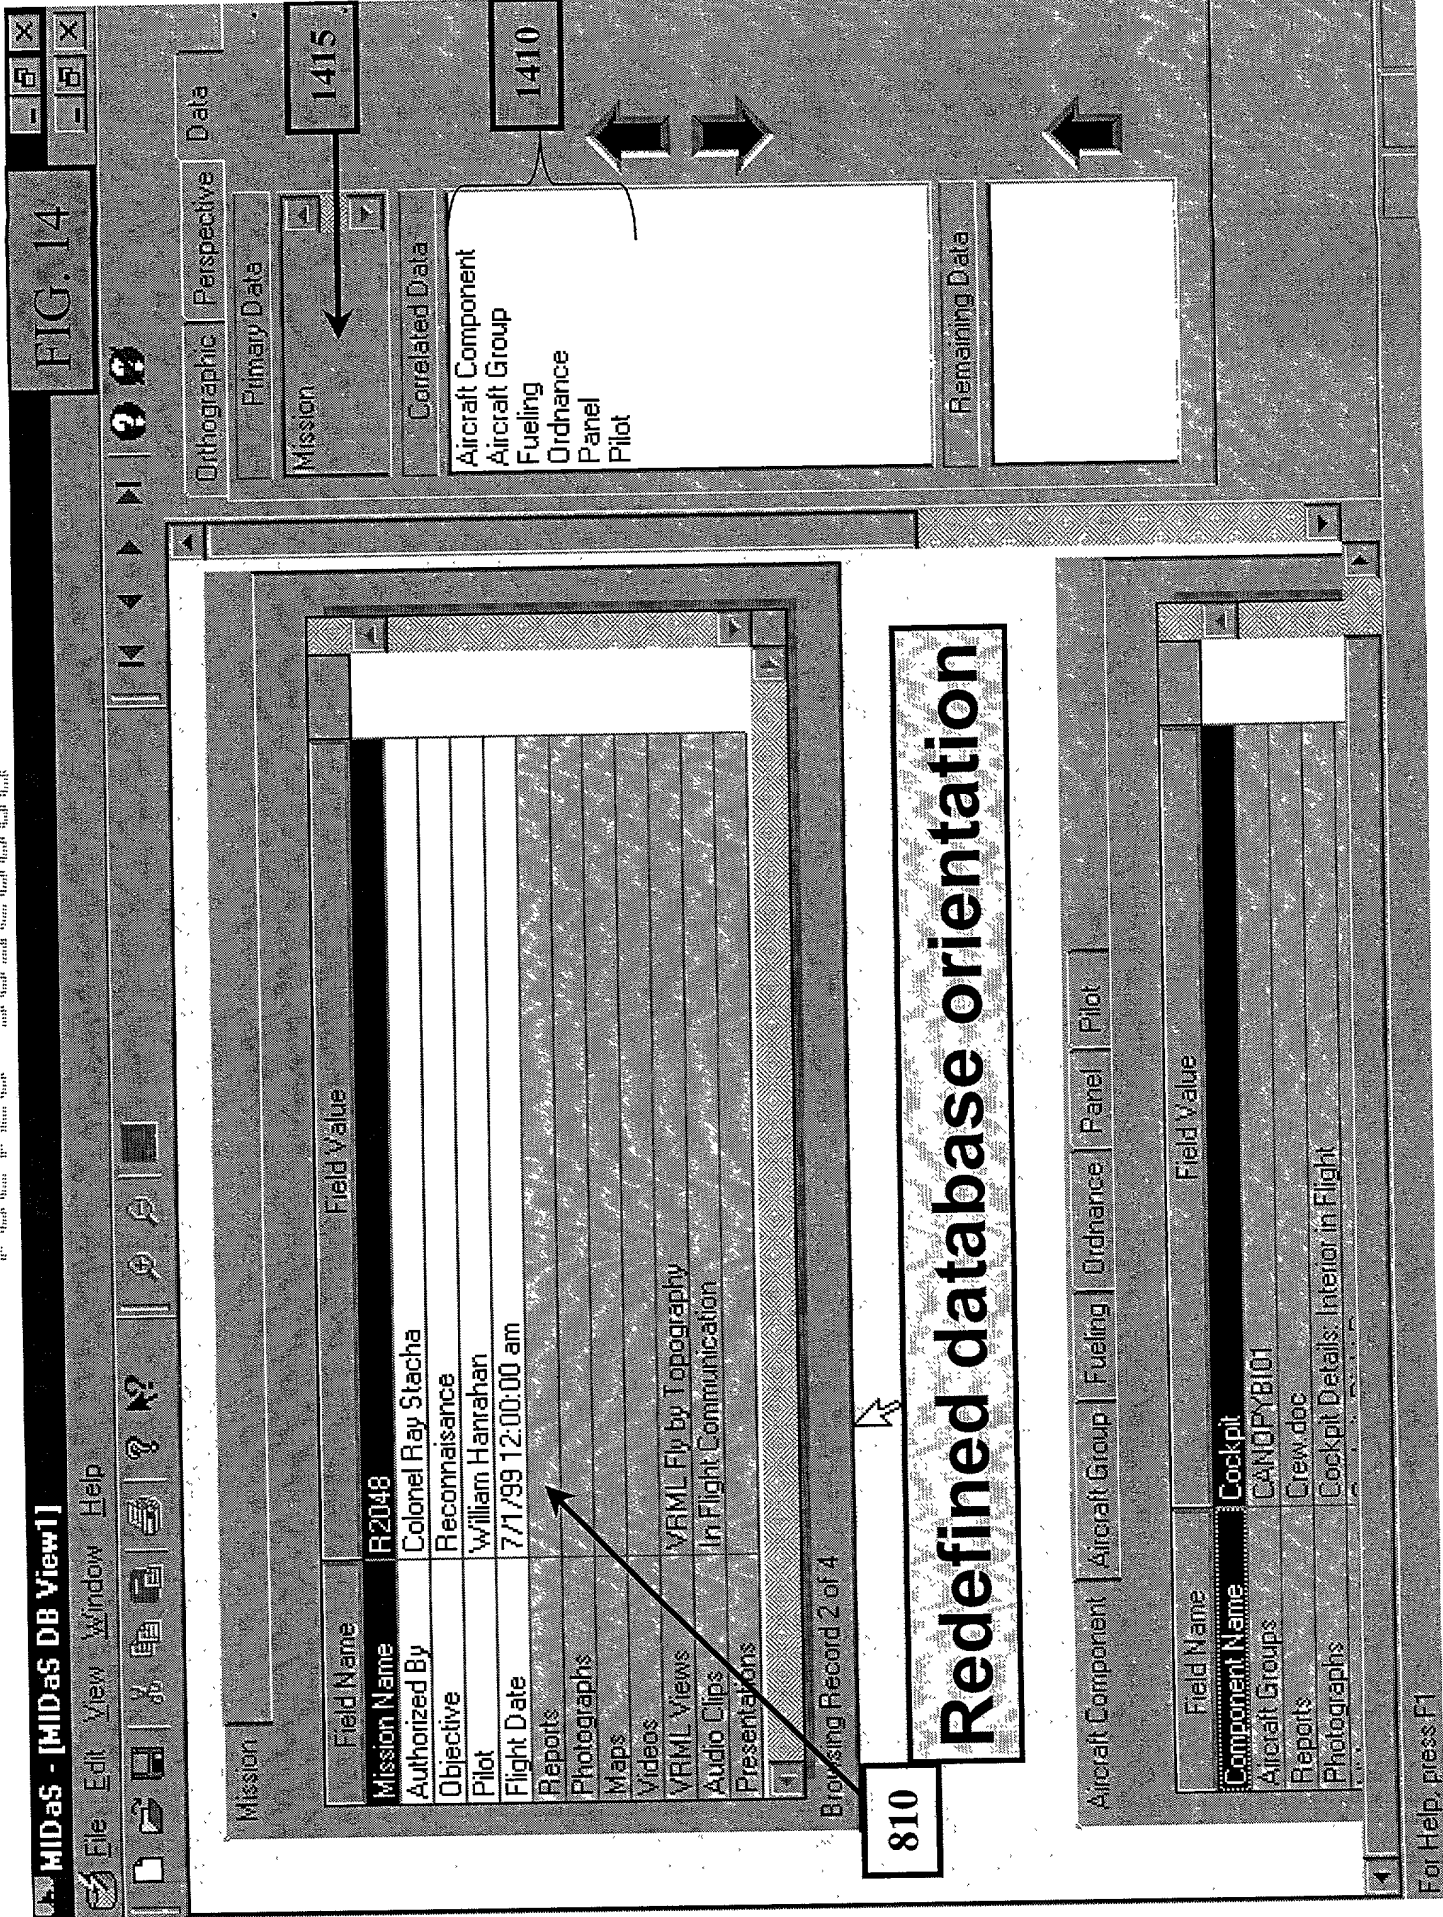 MIDaS - [MIDaS DB View1]
FIG. 14
File Edit View Window Help
Orthographic Perspective Data
Primary Data
Mission
1415
Correlated Data
1410
Aircraft Component
Aircraft Group
Fueling
Ordnance
Panel
Pilot
Remaining Data
Mission
Field Name Field Value
Mission Name R2048
Authorized By Colonel Ray Stacha
Objective Reconnaisance
Pilot William Hanrahan
Flight Date 7/1/99 12:00:00 am
Reports
Photographs
Maps
Videos
VRML Views VRML Fly by Topography
Audio Clips In Flight Communication
Presentations
Browsing Record 2 of 4
810
Redefined database orientation
Aircraft Component Aircraft Group Fueling Ordnance Panel Pilot
Field Name Field Value
Component Name Cockpit
Aircraft Groups CANOPYBI01
Reports Crew.doc
Photographs Cockpit Details: Interior in Flight
For Help, press F1